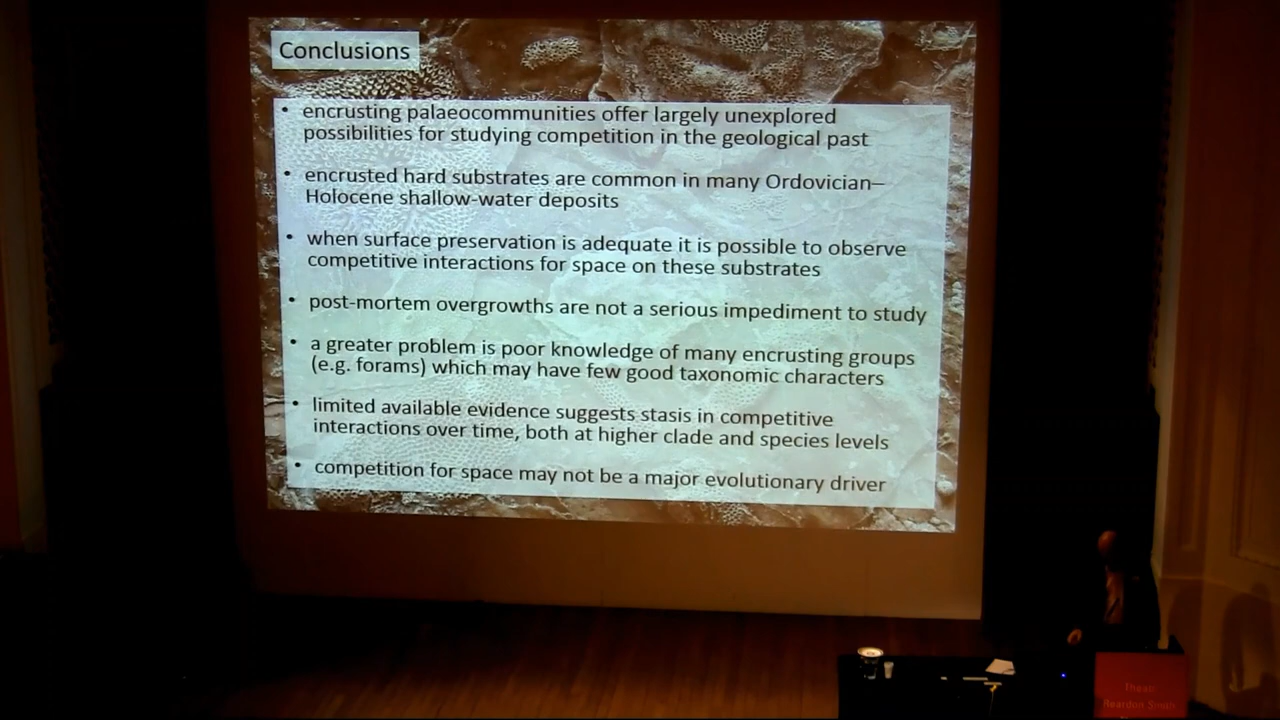 Conclusions
• encrusting palaeocommunities offer largely unexplored
possibilities for studying competition in the geological past
• encrusted hard substrates are common in many Ordovician–
Holocene shallow-water deposits
• when surface preservation is adequate it is possible to observe
competitive interactions for space on these substrates
• post-mortem overgrowths are not a serious impediment to study
• a greater problem is poor knowledge of many encrusting groups
(e.g. forams) which may have few good taxonomic characters
• limited available evidence suggests stasis in competitive
interactions over time, both at higher clade and species levels
• competition for space may not be a major evolutionary driver
Reardon Smith